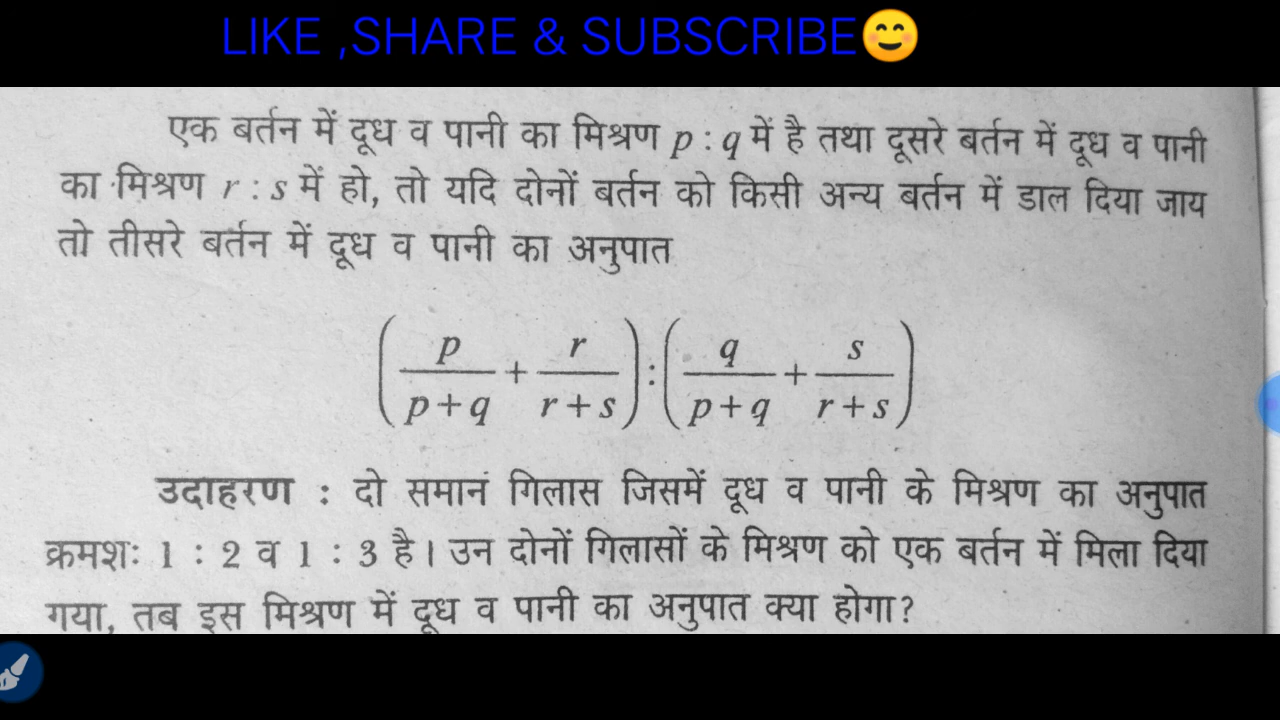 LIKE ,SHARE & SUBSCRIBE😊
एक बर्तन में दूध व पानी का मिश्रण p : q में है तथा दूसरे बर्तन में दूध व पानी
का मिश्रण r : s में हो, तो यदि दोनों बर्तन को किसी अन्य बर्तन में डाल दिया जाय
तो तीसरे बर्तन में दूध व पानी का अनुपात
(p/(p+q) + r/(r+s)) : (q/(p+q) + s/(r+s))
उदाहरण : दो समानं गिलास जिसमें दूध व पानी के मिश्रण का अनुपात
क्रमशः 1 : 2 व 1 : 3 है। उन दोनों गिलासों के मिश्रण को एक बर्तन में मिला दिया
गया, तब इस मिश्रण में दूध व पानी का अनुपात क्या होगा?